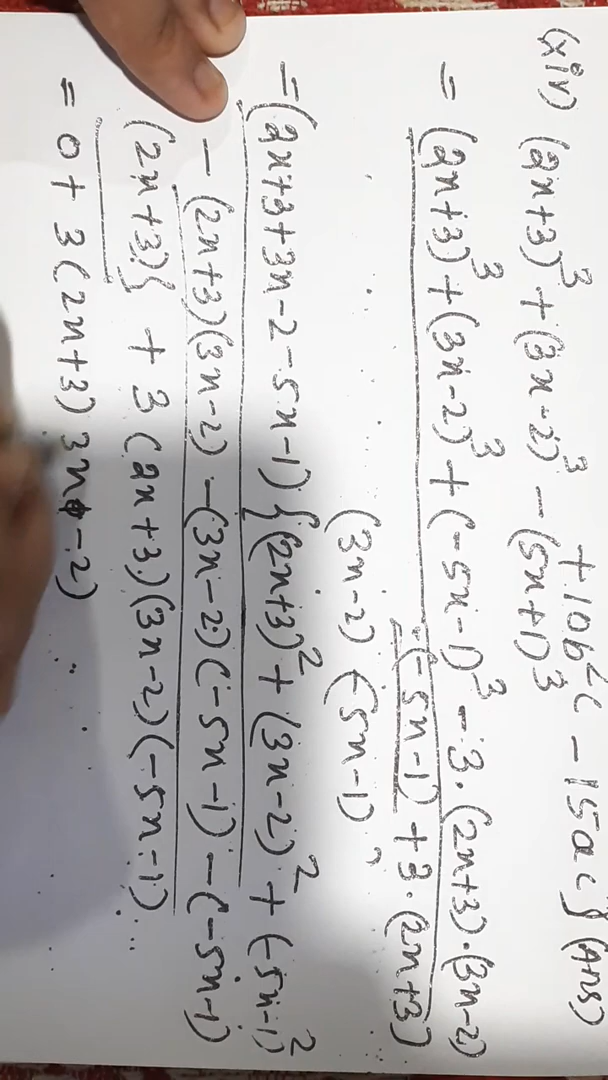 +10b²c - 15ac} (Ans)
(xiv) (2x+3)³ + (3x-2)³ - (5x+1)³
= (2x+3)³ + (3x-2)³ + (-5x-1)³ - 3.(2x+3).(3x-2)
(-5x-1) + 3.(2x+3)
(3x-2) (-5x-1)
= (2x+3+3x-2-5x-1) {(2x+3)² + (3x-2)² + (-5x-1)²
- (2x+3)(3x-2) - (3x-2)(-5x-1) - (-5x-1)
(2x+3)} + 3(2x+3)(3x-2)(-5x-1)
= 0 + 3(2x+3) 3x-2)